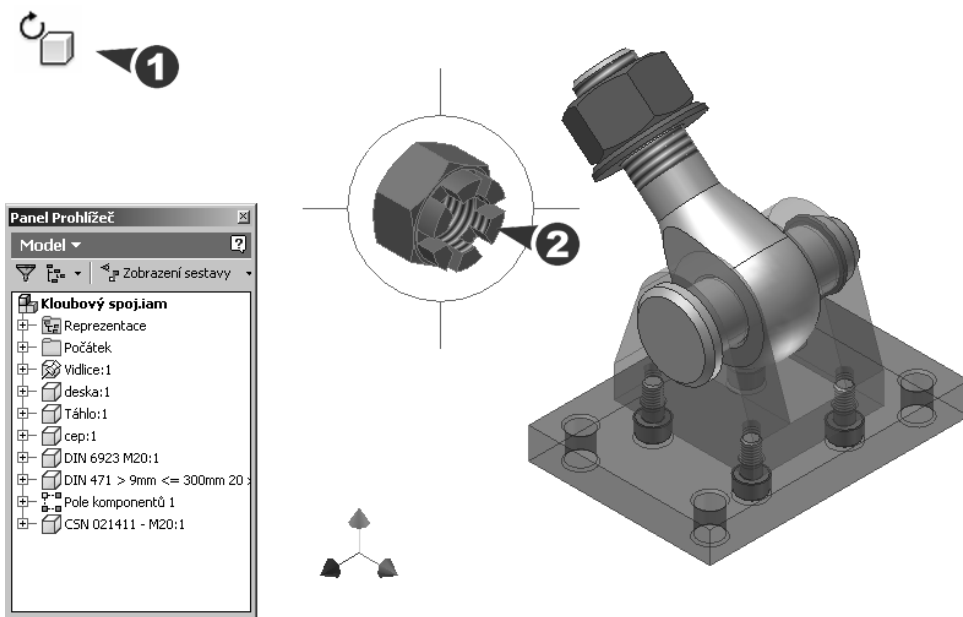 1
2
Panel Prohlížeč
Model
Zobrazení sestavy
Kloubový spoj.iam
Reprezentace
Počátek
Vidlice:1
deska:1
Táhlo:1
cep:1
DIN 6923 M20:1
DIN 471 > 9mm <= 300mm 20
Pole komponentů 1
CSN 021411 - M20:1